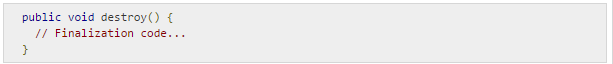 public void destroy() {
  // Finalization code...
}